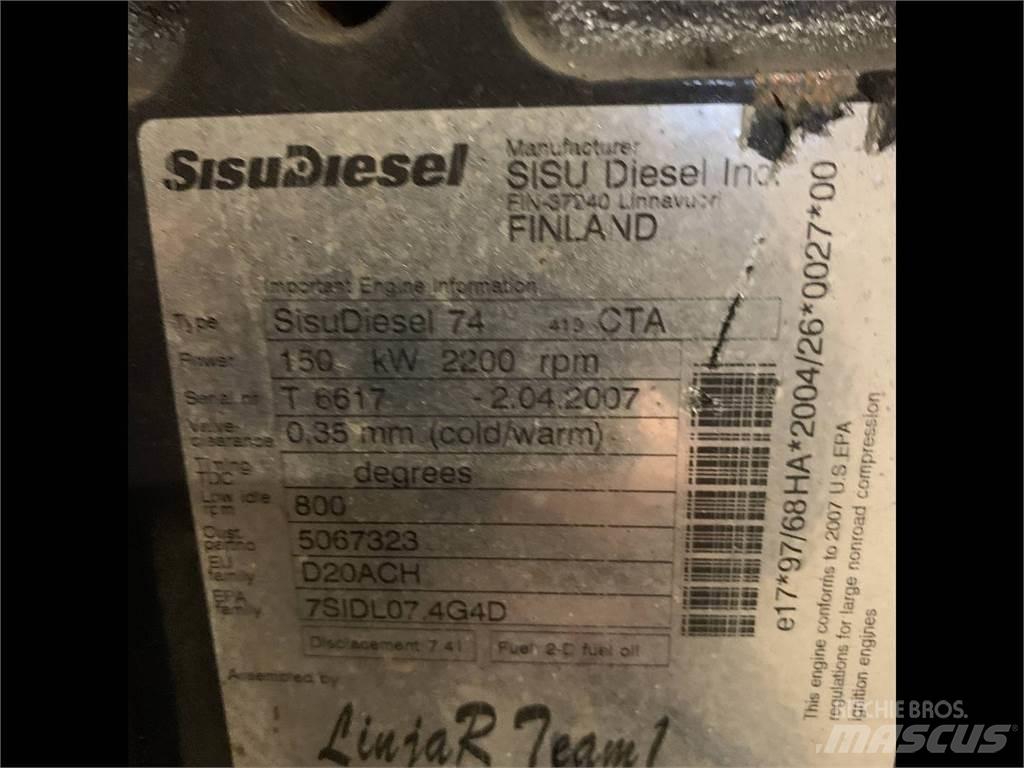 SisuDiesel
Manufacturer
SISU Diesel Inc.
FIN-37240 Linnavuori
FINLAND
Important Engine Information
Type SisuDiesel 74 419 CTA
Power 150 kW 2200 rpm
Serial nr T 6617 - 2.04.2007
Valve clearance 0,35 mm (cold/warm)
Timing TDC degrees
Low idle rpm 800
Cust. part no 5067323
EU family D20ACH
EPA family 7SIDL07.4G4D
Displacement 7.4l Fuel 2-D fuel oil
Assembled by
LinjaR Team1
e17*97/68HA*2004/26*0027*00
This engine conforms to 2007 U.S EPA
regulations for large nonroad compression
ignition engines
RITCHIE BROS.
MASCUS